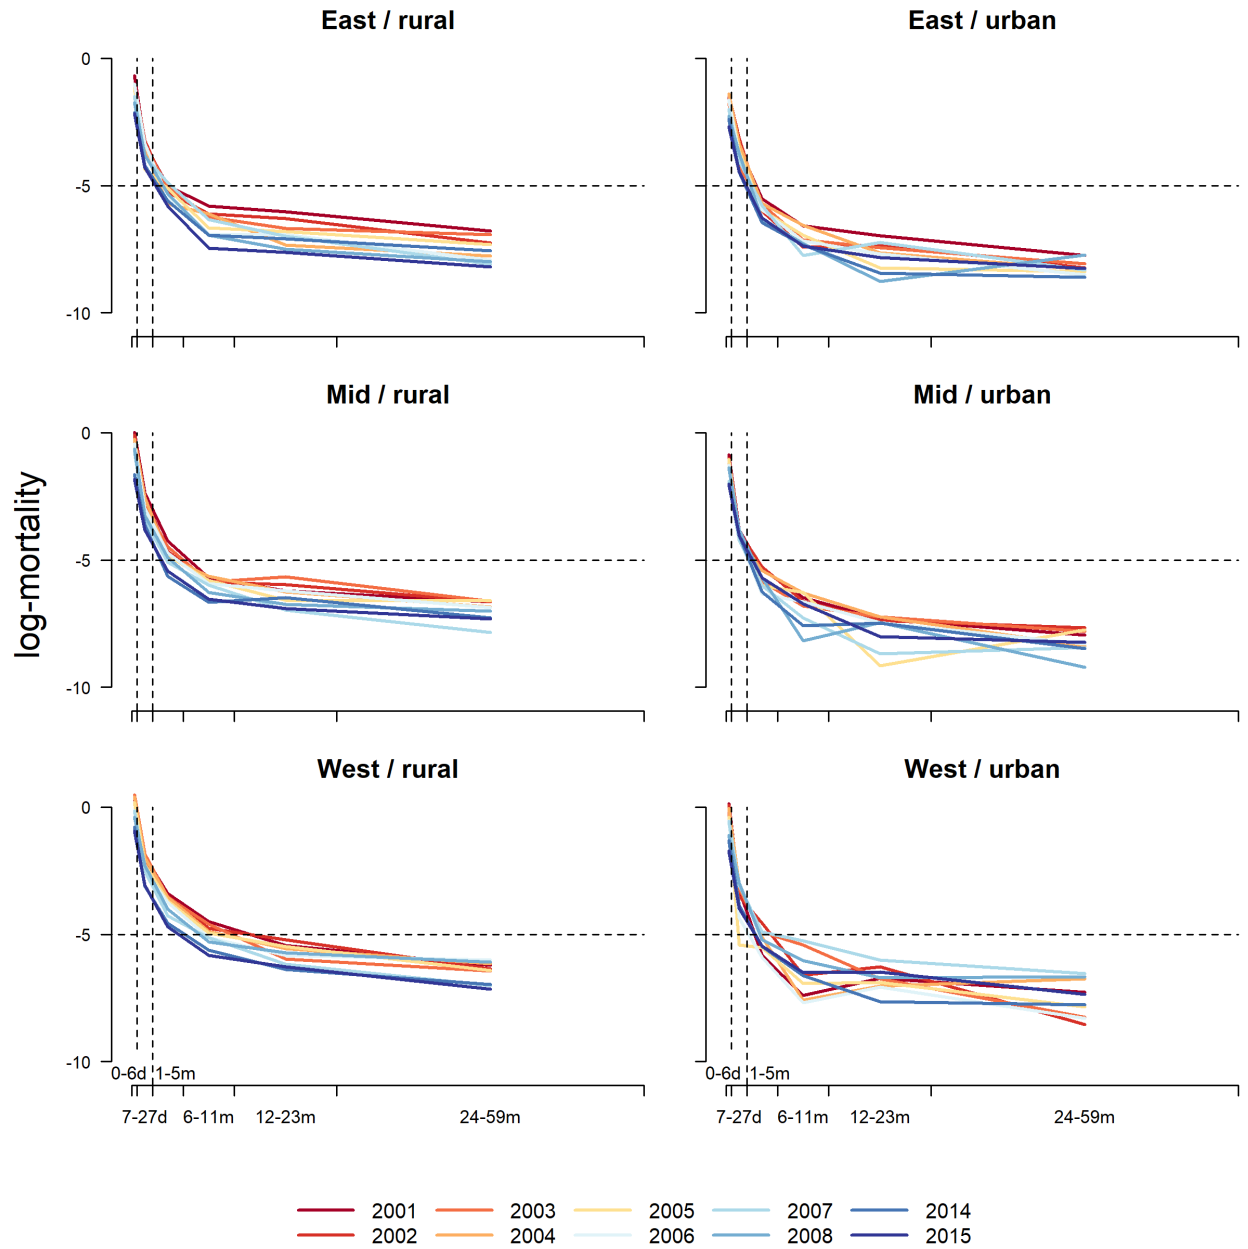 East / rural East / urban
0
-5
-10
Mid / rural Mid / urban
log-mortality
0
-5
-10
West / rural West / urban
0
-5
-10
0-6d 1-5m 0-6d 1-5m
7-27d 6-11m 12-23m 24-59m 7-27d 6-11m 12-23m 24-59m
2001 2003 2005 2007 2014
2002 2004 2006 2008 2015